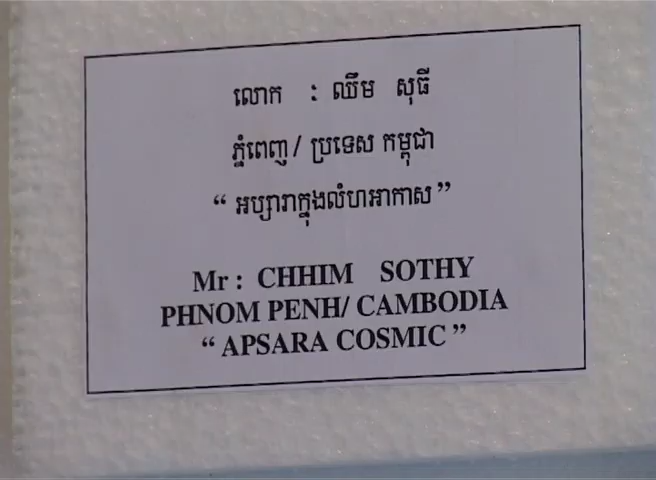 លោក : ឈឹម សុធី
ភ្នំពេញ/ ប្រទេស កម្ពុជា
“ អប្សារាក្នុងលំហអាកាស”
Mr : CHHIM SOTHY
PHNOM PENH/ CAMBODIA
“ APSARA COSMIC ”